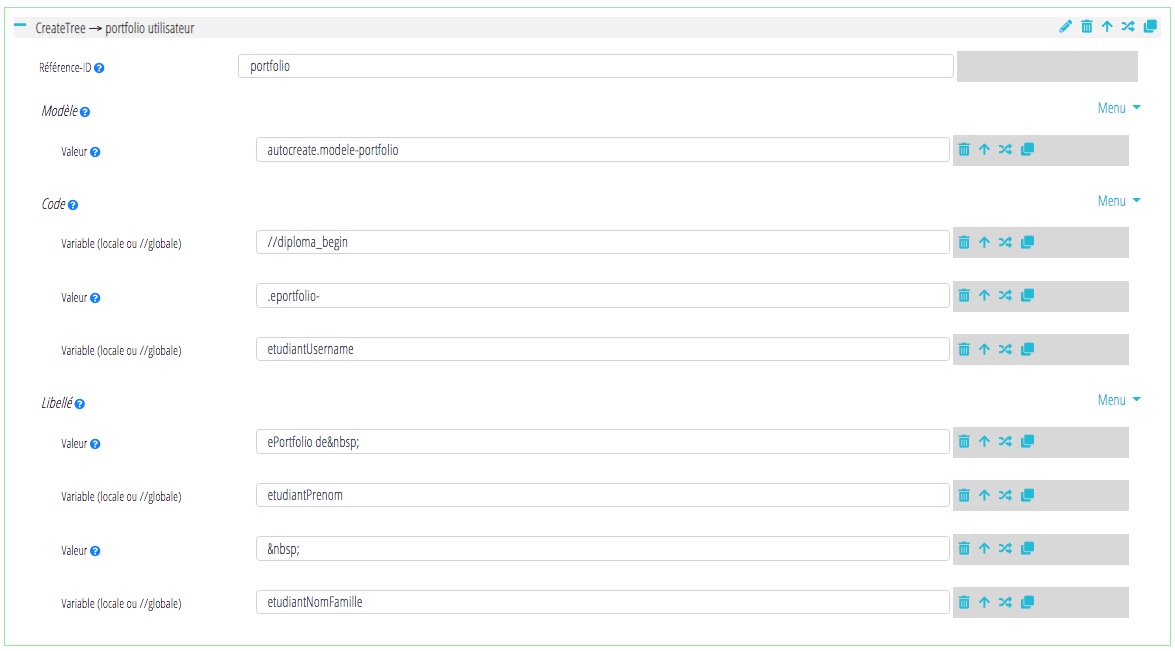 CreateTree → portfolio utilisateur
Référence-ID
portfolio
Modèle
Menu
Valeur
autocreate.modele-portfolio
Code
Menu
Variable (locale ou //globale)
//diploma_begin
Valeur
.eportfolio-
Variable (locale ou //globale)
etudiantUsername
Libellé
Menu
Valeur
ePortfolio de&nbsp;
Variable (locale ou //globale)
etudiantPrenom
Valeur
&nbsp;
Variable (locale ou //globale)
etudiantNomFamille